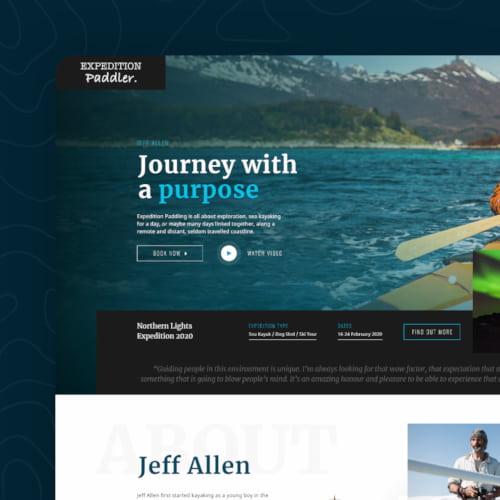 EXPEDITION
Paddler.
JEFF ALLEN
Journey with
a purpose
Expedition Paddling is all about exploration, sea kayaking
for a day, or maybe many days linked together, along a
remote and distant, seldom travelled coastline.
BOOK NOW
WATCH VIDEO
Northern Lights
Expedition 2020
EXPEDITION TYPE
Sea Kayak / Dog Sled / Ski Tour
DATES
14-24 February 2020
FIND OUT MORE
"Guiding people in this environment is unique. I'm always looking for that wow factor, that expectation that
something that is going to blow people's mind. It's an amazing honour and pleasure to be able to experience that
ABOUT
Jeff Allen
Jeff Allen first started kayaking as a young boy in the